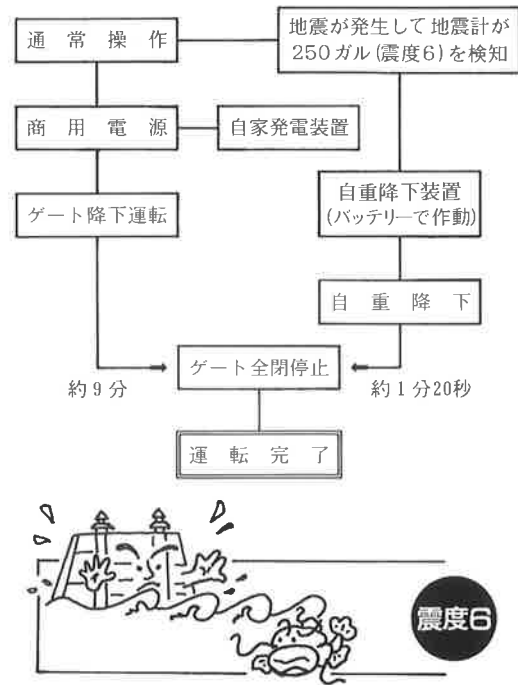 通常操作
地震が発生して地震計が
250ガル(震度6)を検知
商用電源
自家発電装置
ゲート降下運転
自重降下装置
(バッテリーで作動)
自重降下
ゲート全閉停止
約9分
約1分20秒
運転完了
震度6